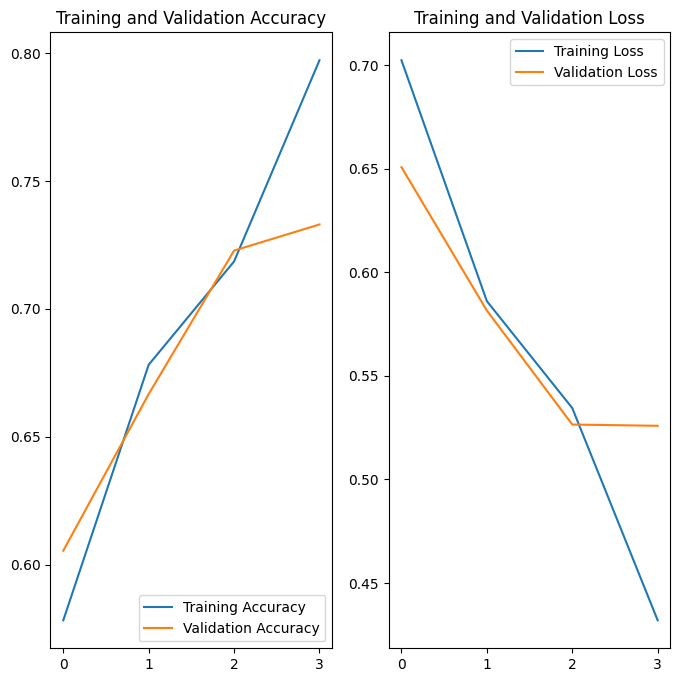 Training and Validation Accuracy
0.80
0.75
0.70
0.65
0.60
Training Accuracy
Validation Accuracy
0 1 2 3
Training and Validation Loss
Training Loss
Validation Loss
0.70
0.65
0.60
0.55
0.50
0.45
0 1 2 3